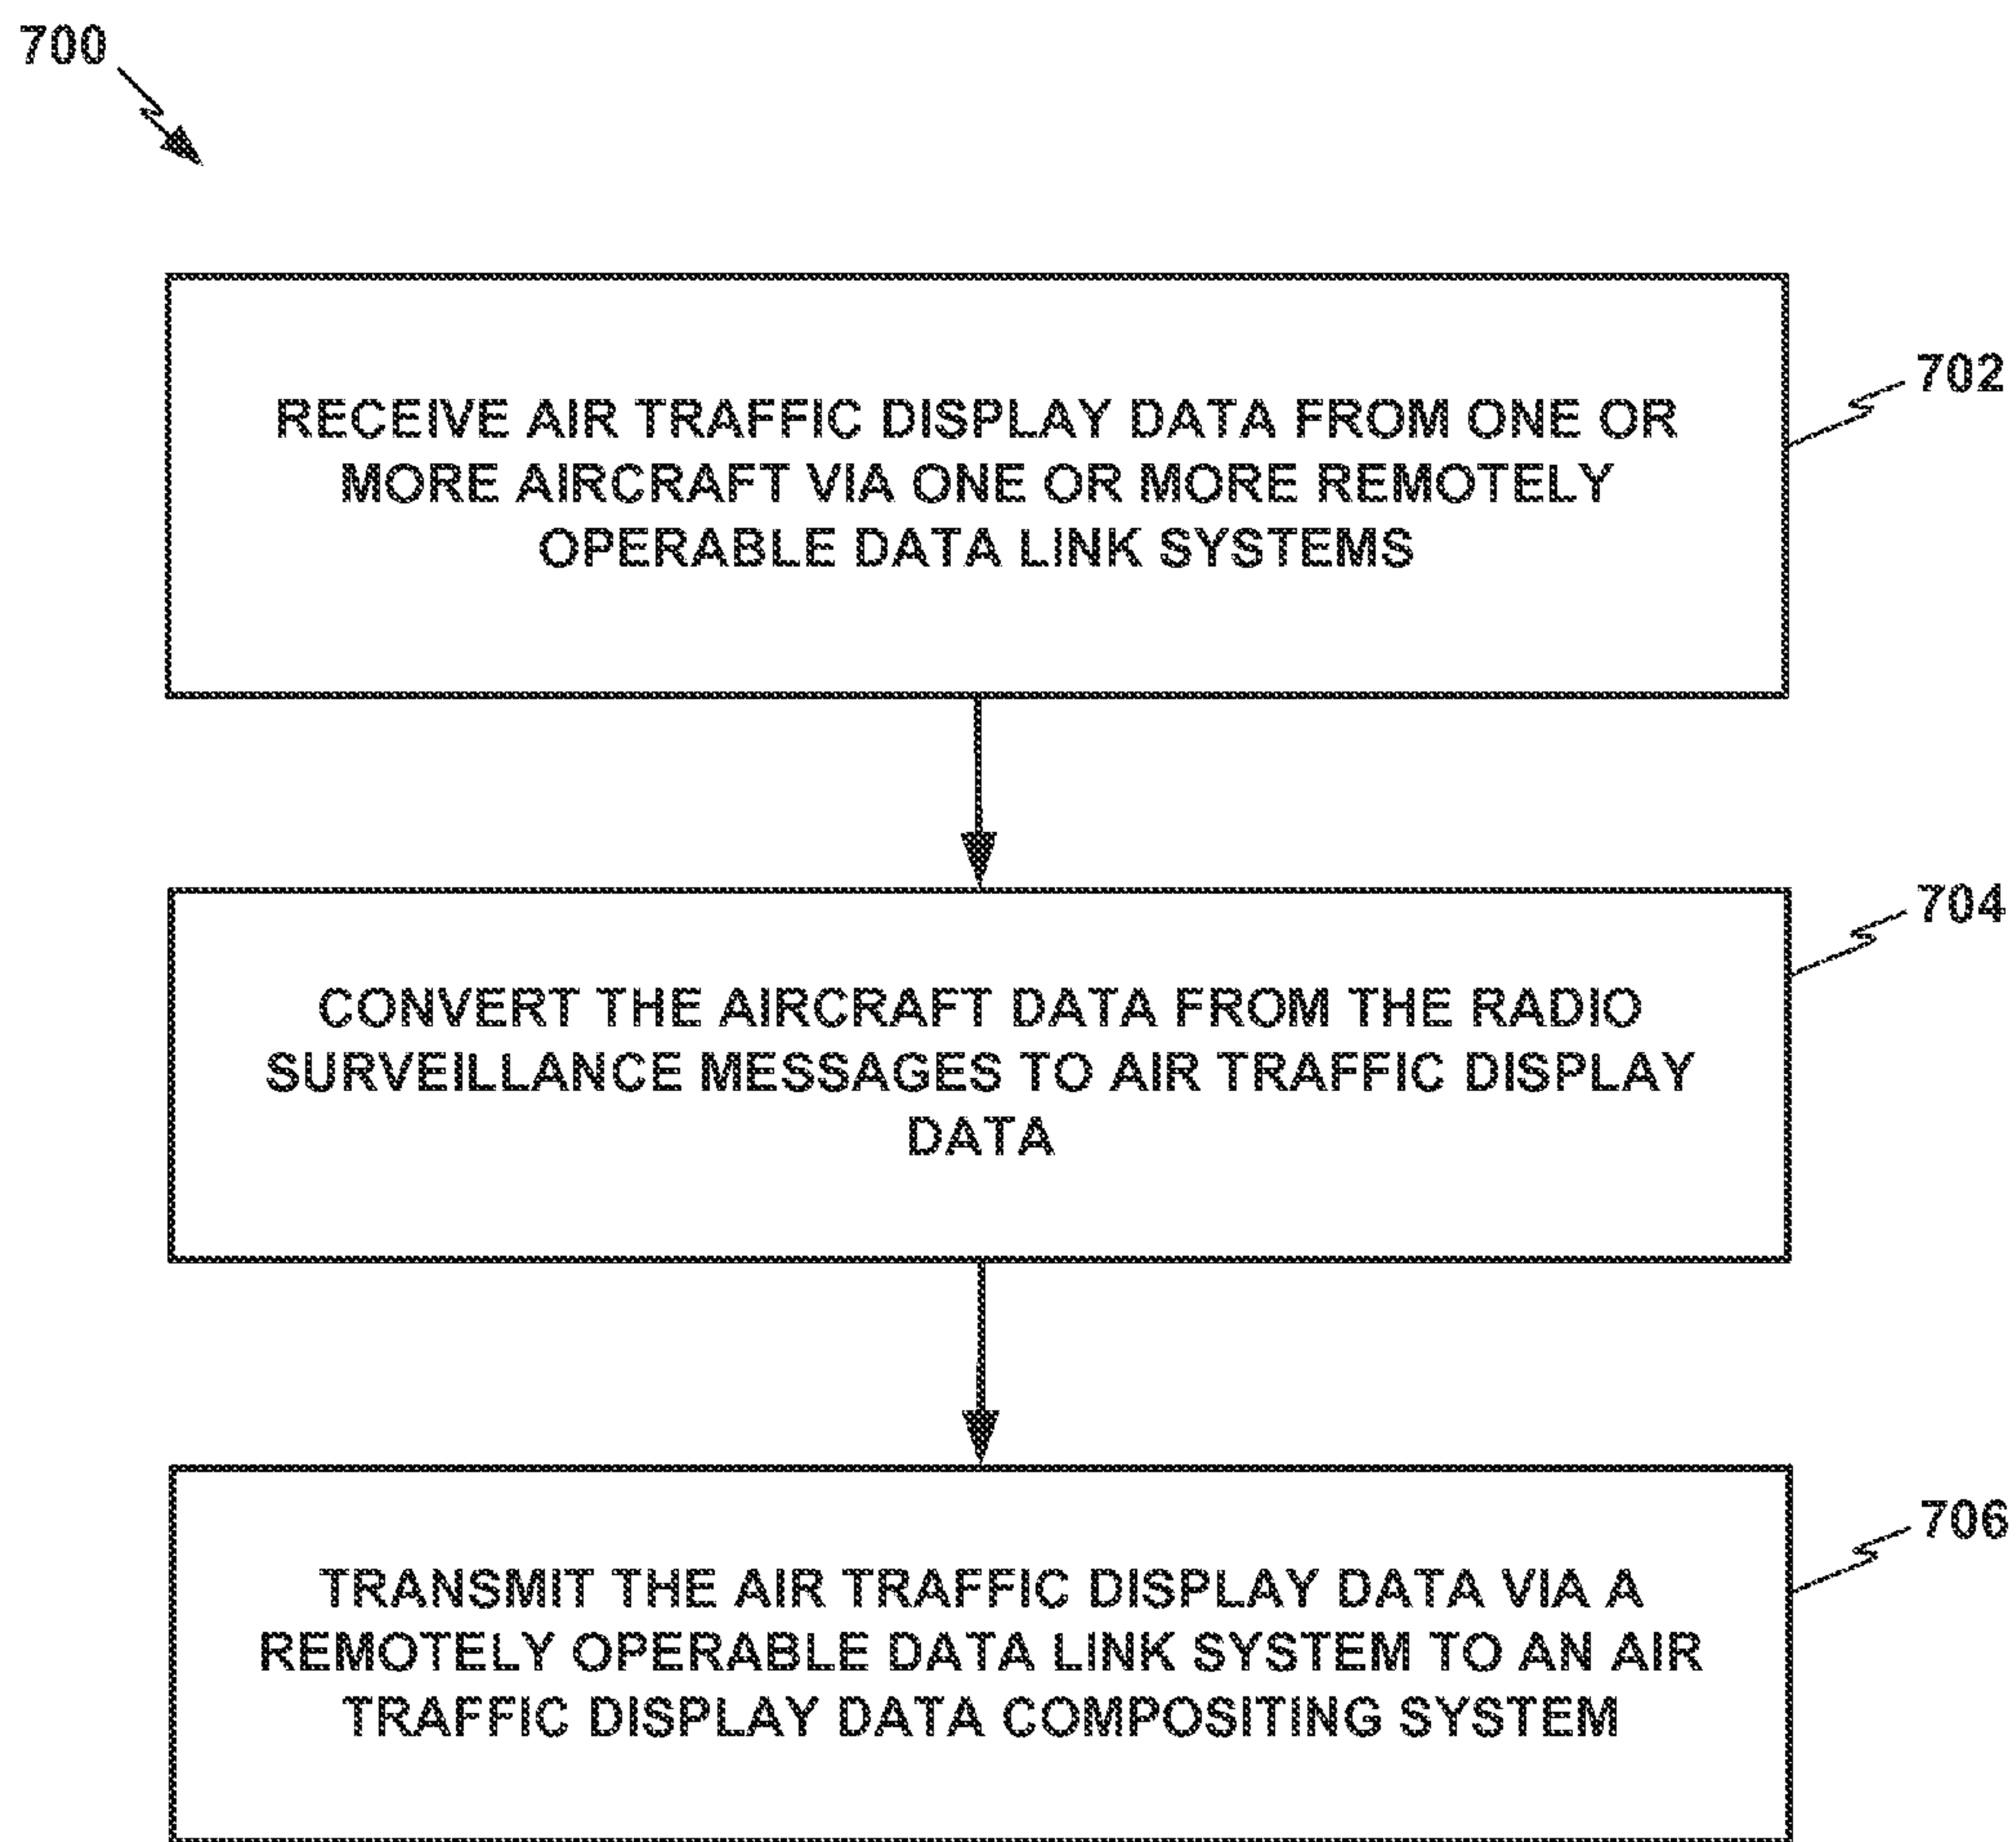 700
702
RECEIVE AIR TRAFFIC DISPLAY DATA FROM ONE OR
MORE AIRCRAFT VIA ONE OR MORE REMOTELY
OPERABLE DATA LINK SYSTEMS
704
CONVERT THE AIRCRAFT DATA FROM THE RADIO
SURVEILLANCE MESSAGES TO AIR TRAFFIC DISPLAY
DATA
706
TRANSMIT THE AIR TRAFFIC DISPLAY DATA VIA A
REMOTELY OPERABLE DATA LINK SYSTEM TO AN AIR
TRAFFIC DISPLAY DATA COMPOSITING SYSTEM